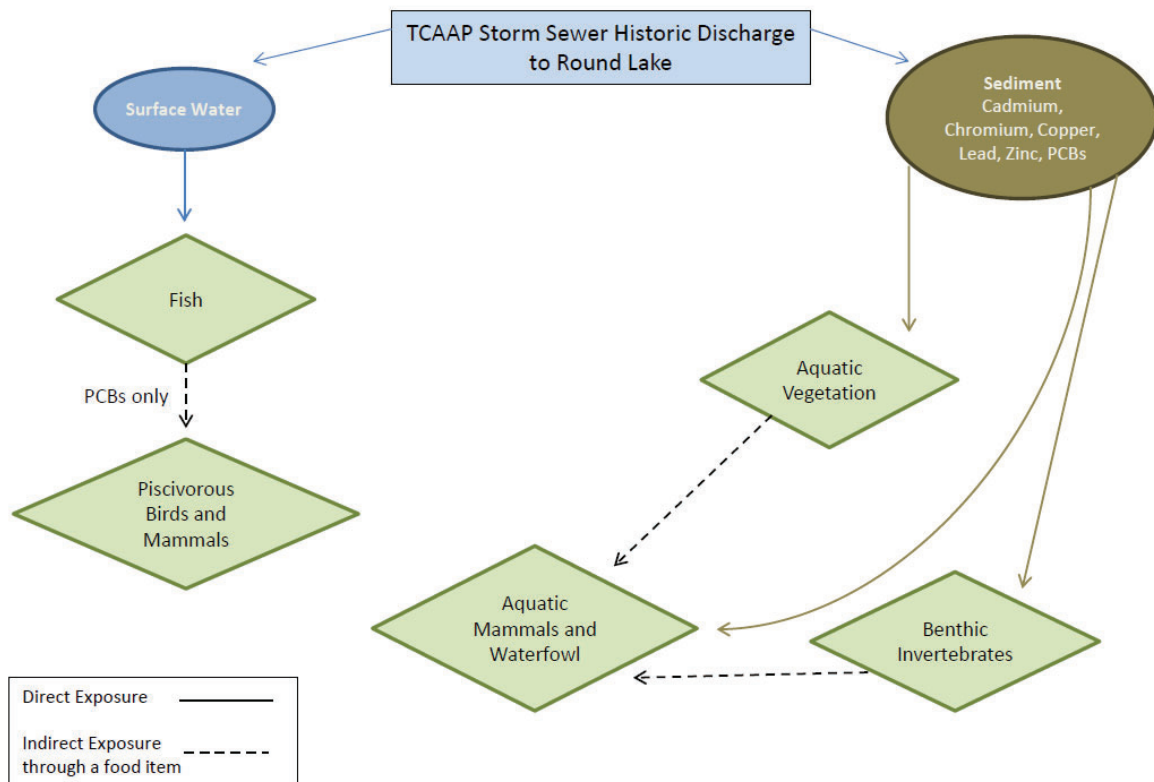 TCAAP Storm Sewer Historic Discharge
to Round Lake
Surface Water
Sediment
Cadmium,
Chromium, Copper,
Lead, Zinc, PCBs
Fish
PCBs only
Piscivorous
Birds and
Mammals
Aquatic
Vegetation
Aquatic
Mammals and
Waterfowl
Benthic
Invertebrates
Direct Exposure
Indirect Exposure
through a food item